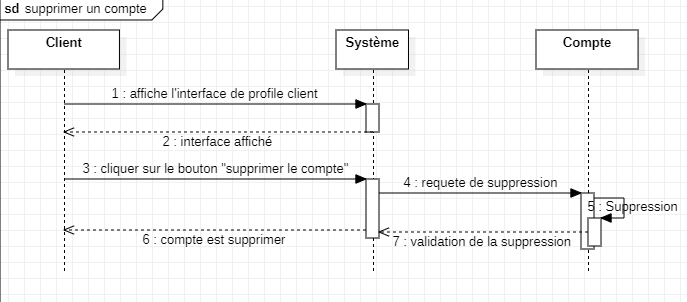 sd supprimer un compte
Client
Système
Compte
1 : affiche l'interface de profile client
2 : interface affiché
3 : cliquer sur le bouton "supprimer le compte"
4 : requete de suppression
5 : Suppression
6 : compte est supprimer
7 : validation de la suppression